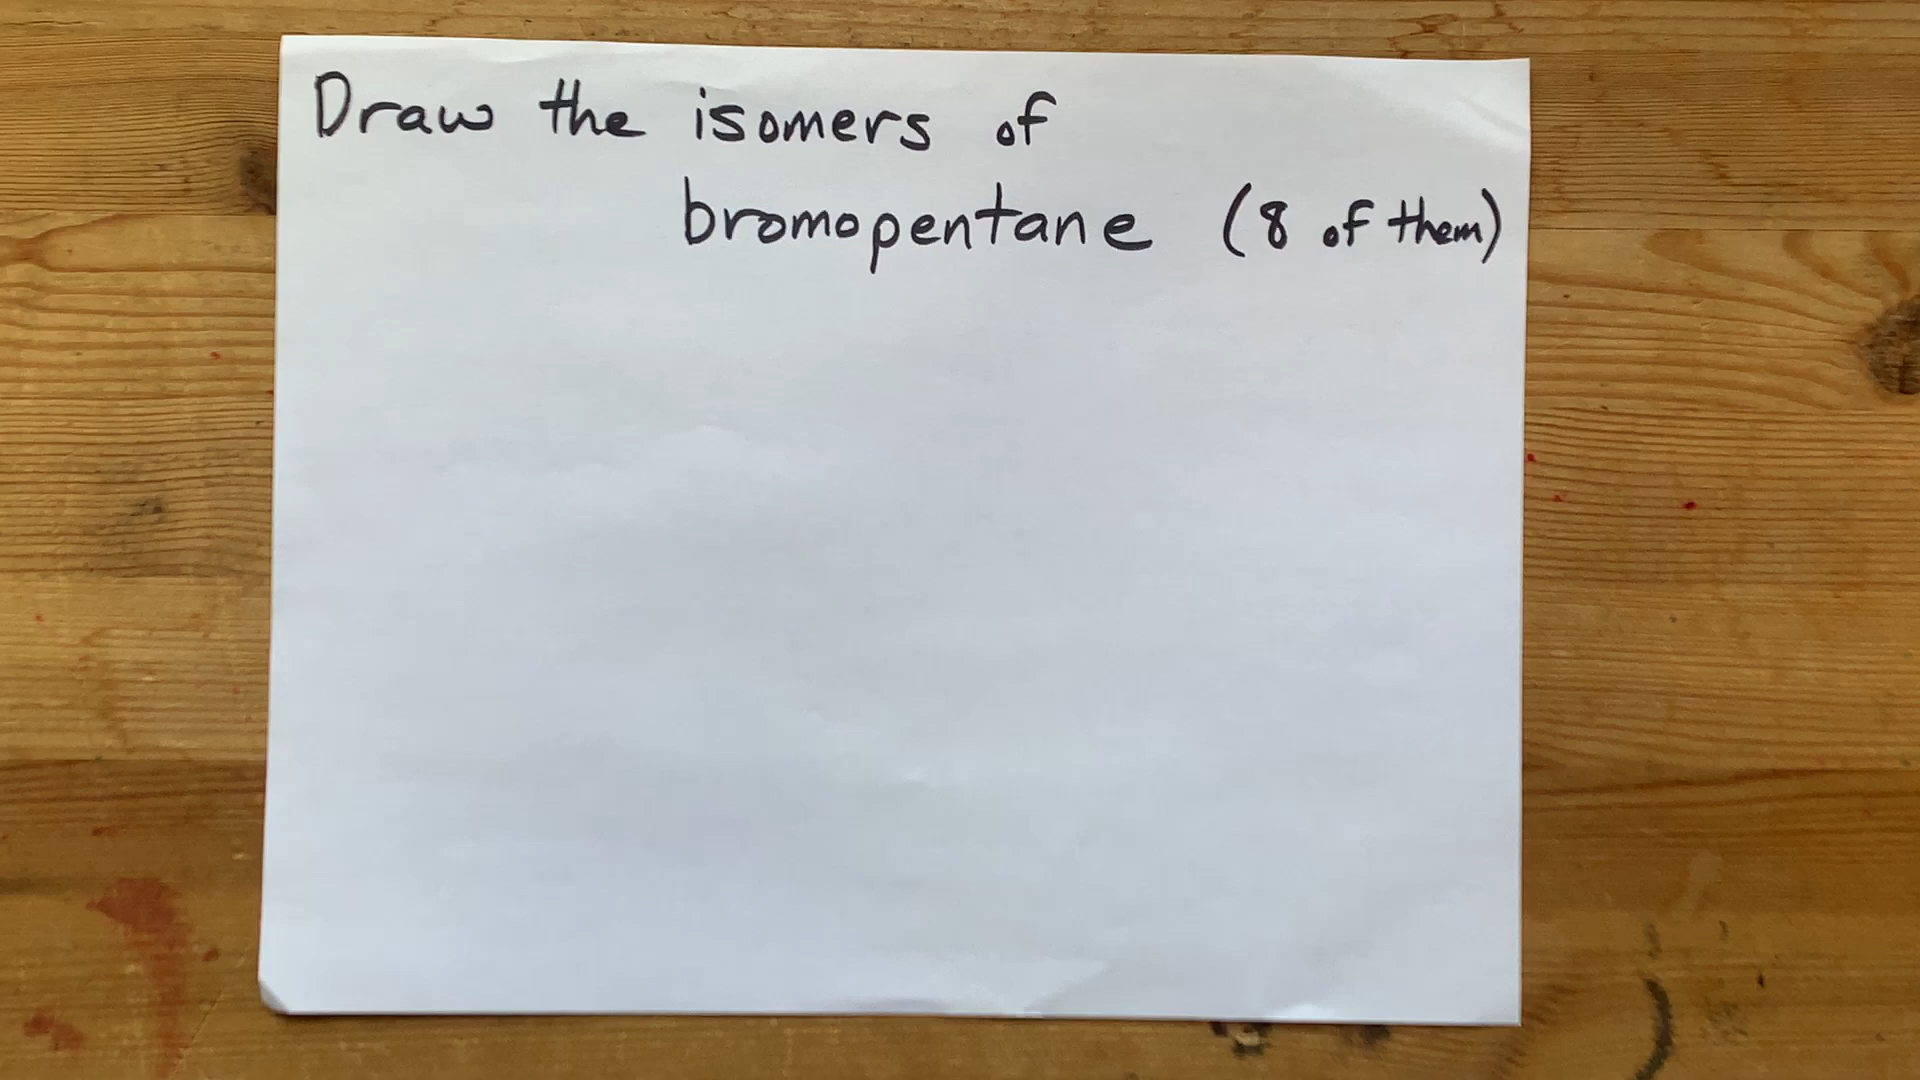 Draw the isomers of
bromopentane (8 of them)